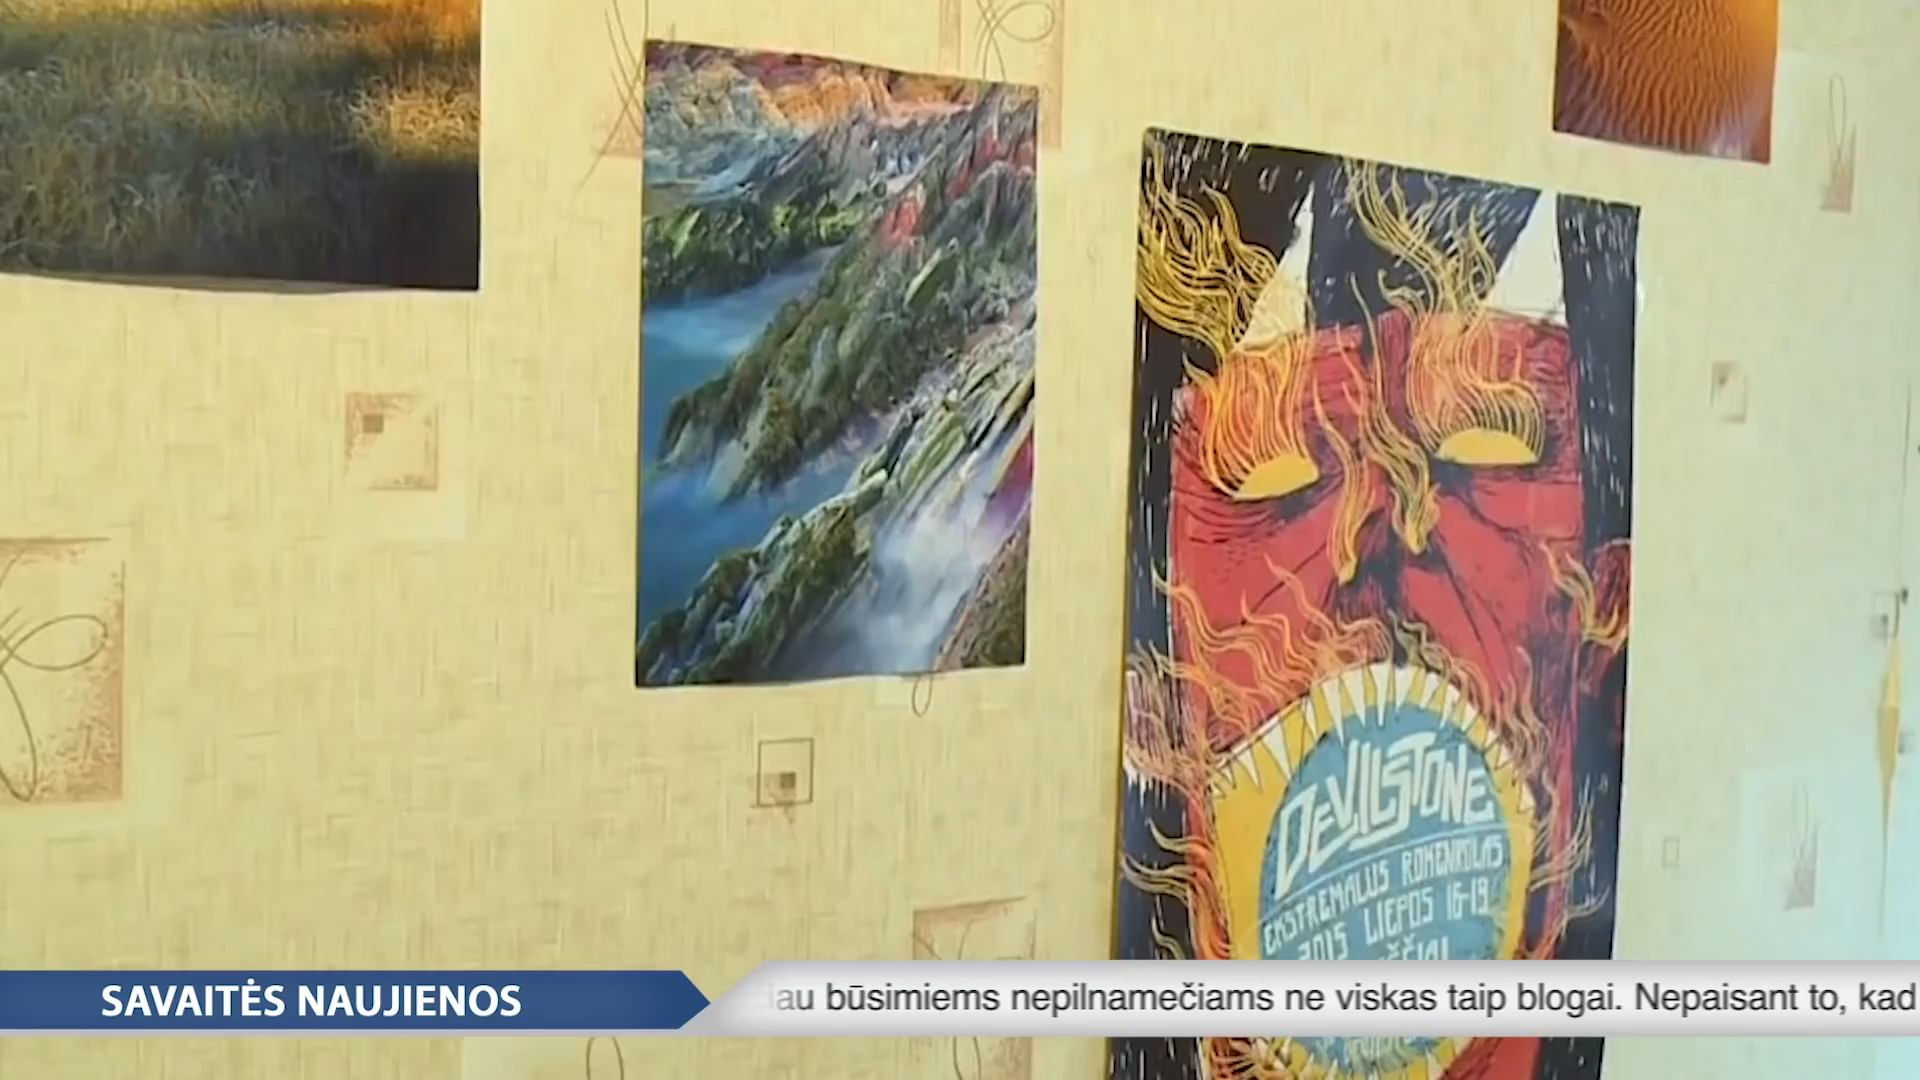 DEVILSTONE
EKSTREMALUS ROKENROLAS
2015 LIEPOS 16-19
SAVAITĖS NAUJIENOS
būsimiems nepilnamečiams ne viskas taip blogai. Nepaisant to, kad